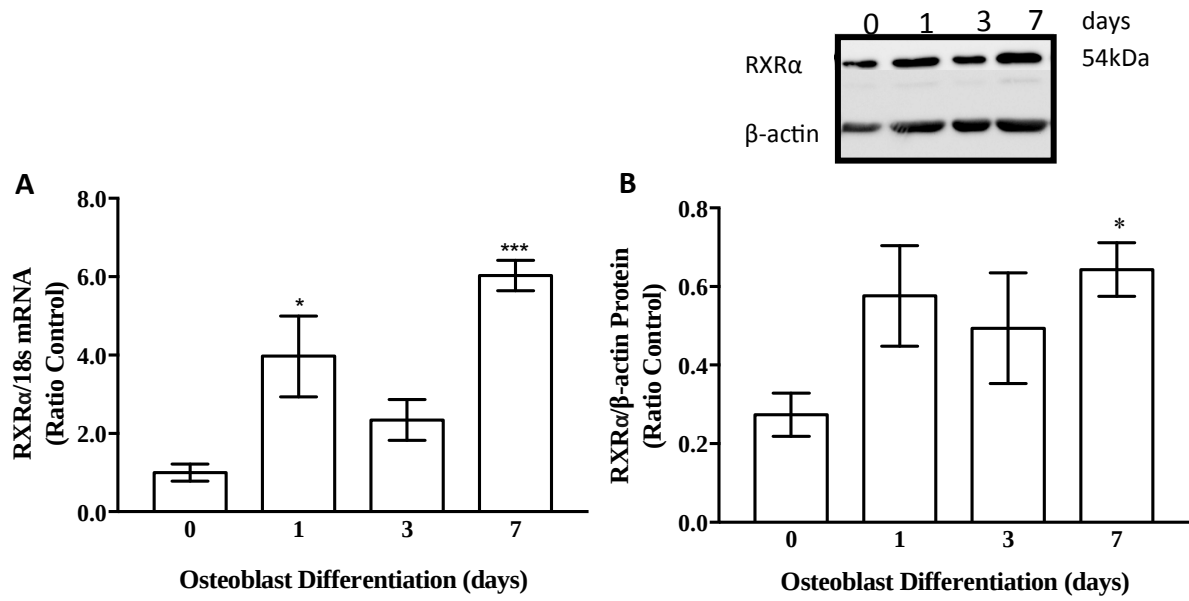 0 1 3 7 days
RXRα 54kDa
β-actin
A
8.0
6.0
4.0
2.0
0.0
RXRα/18s mRNA
(Ratio Control)
*
***
0 1 3 7
Osteoblast Differentiation (days)
B
0.8
0.6
0.4
0.2
0.0
RXRα/β-actin Protein
(Ratio Control)
*
0 1 3 7
Osteoblast Differentiation (days)